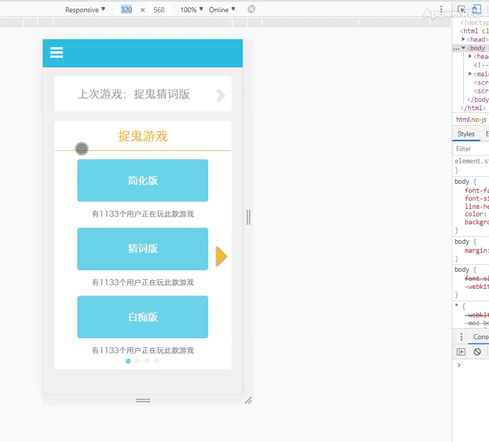 Responsive 320 × 568 100% Online
<!doctyp
<html cl
<head>
<body
<hea
<!--
<mai
<scr
<scr
</body>
</html>
html.no-js
Styles
Filter
element.st
}
body {
font-fa
font-si
line-he
color:
backgro
}
body {
margin:
}
body {
font-si
-webkit
}
* {
-webki
-moz-bo
Conso
上次游戏：捉鬼猜词版
捉鬼游戏
简化版
有1133个用户正在玩此款游戏
猜词版
有1133个用户正在玩此款游戏
白痴版
有1133个用户正在玩此款游戏